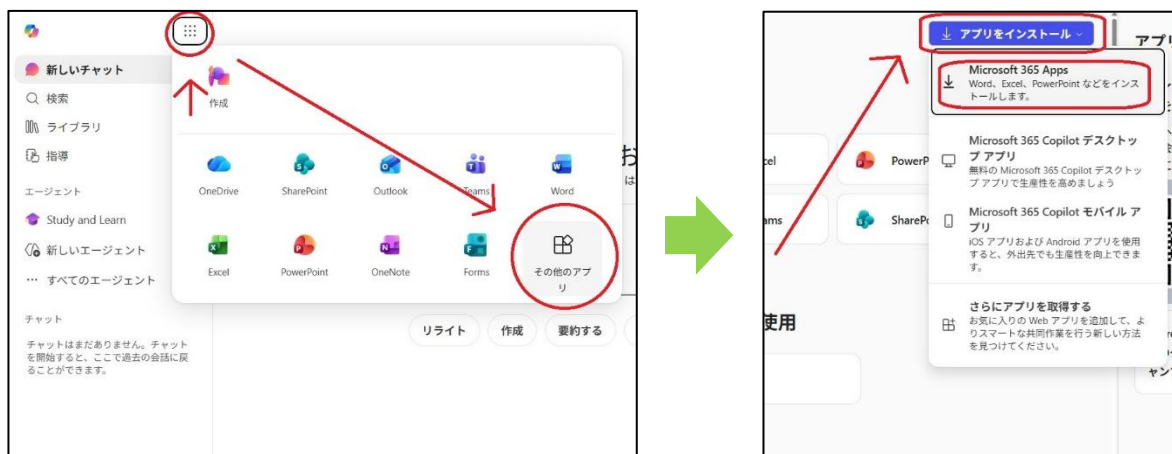 新しいチャット
検索
ライブラリ
指導
エージェント
Study and Learn
新しいエージェント
すべてのエージェント
チャット
チャットはまだありません。チャット
を開始すると、ここで過去の会話に戻
ることができます。
作成
OneDrive
SharePoint
Outlook
Teams
Word
Excel
PowerPoint
OneNote
Forms
その他のアプ
リ
お
は
リライト
作成
要約する
アプリをインストール
アプリ
Microsoft 365 Apps
Word、Excel、PowerPoint などをインス
トールします。
Microsoft 365 Copilot デスクトッ
プ アプリ
無料の Microsoft 365 Copilot デスクトッ
プ アプリで生産性を高めましょう
Microsoft 365 Copilot モバイル ア
プリ
iOS アプリおよび Android アプリを使用
すると、外出先でも生産性を向上できま
す。
さらにアプリを取得する
お気に入りの Web アプリを追加して、よ
りスマートな共同作業を行う新しい方法
を見つけてください。
cel
PowerP
ams
SharePo
使用
ャン